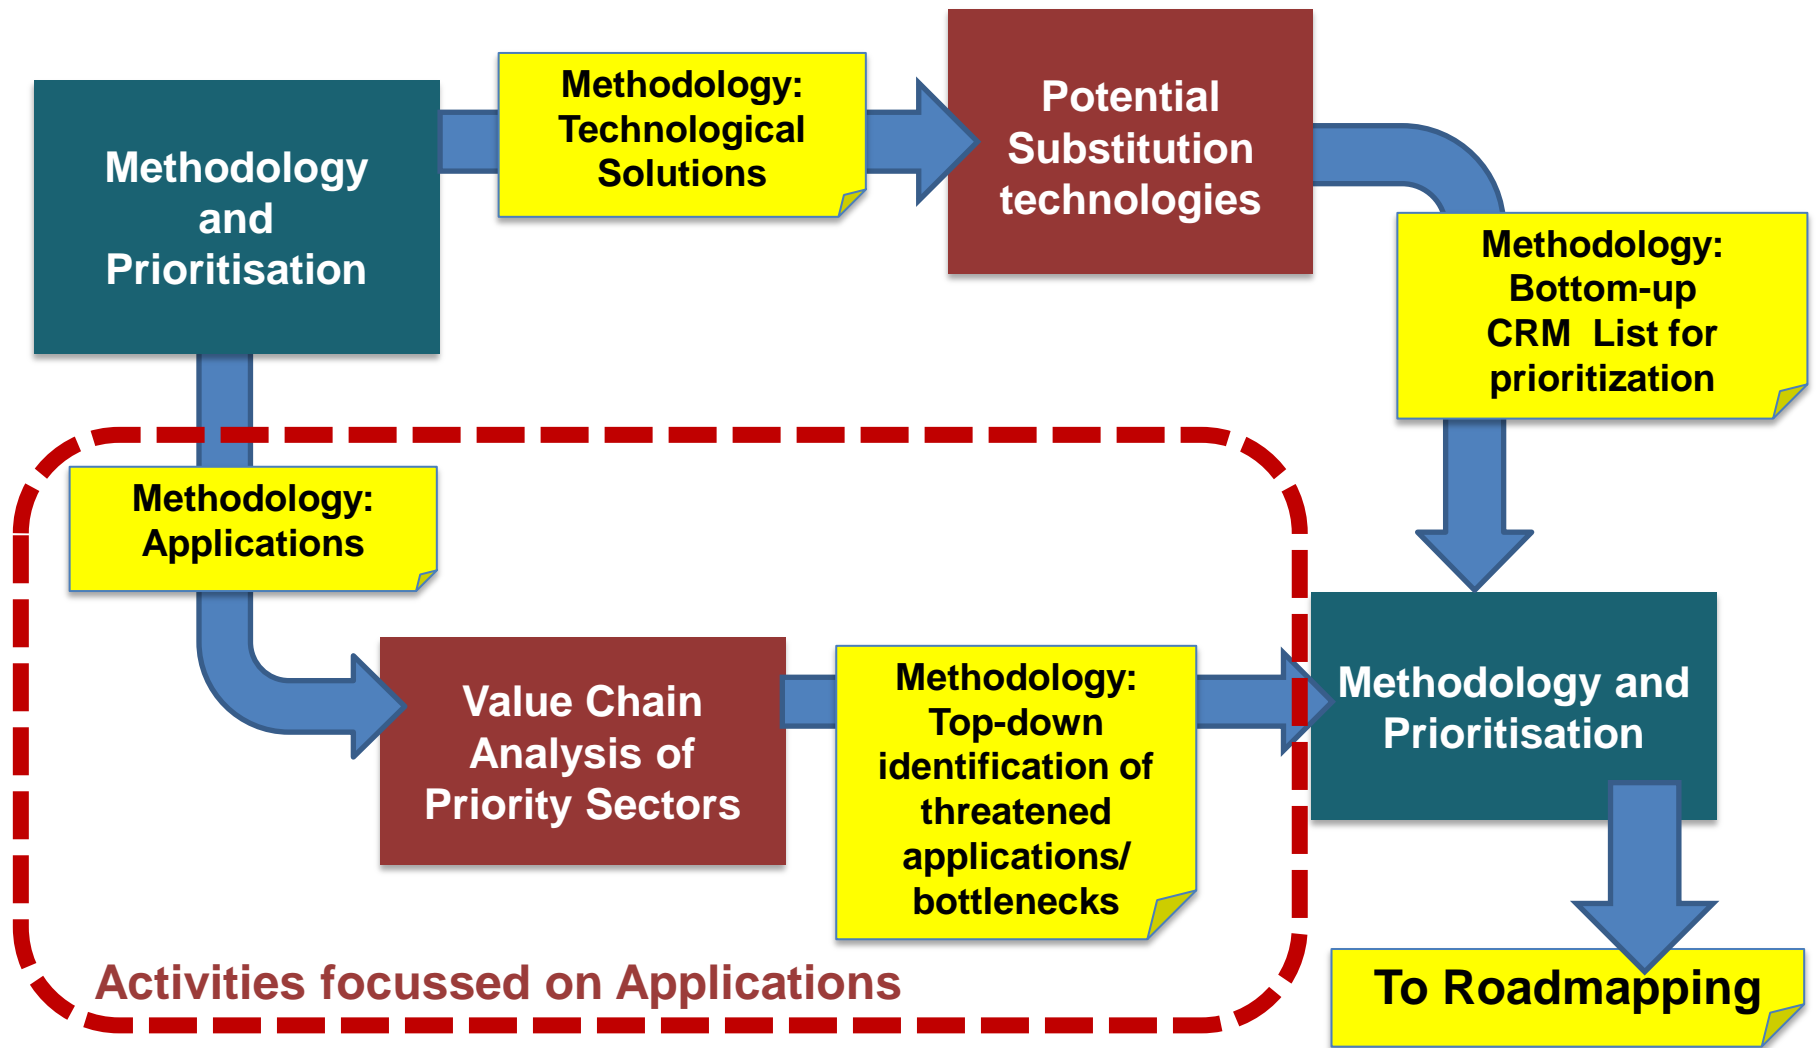 Methodology
and
Prioritisation
Methodology:
Technological
Solutions
Potential
Substitution
technologies
Methodology:
Bottom-up
CRM List for
prioritization
Methodology:
Applications
Value Chain
Analysis of
Priority Sectors
Methodology:
Top-down
identification of
threatened
applications/
bottlenecks
Methodology and
Prioritisation
Activities focussed on Applications
To Roadmapping